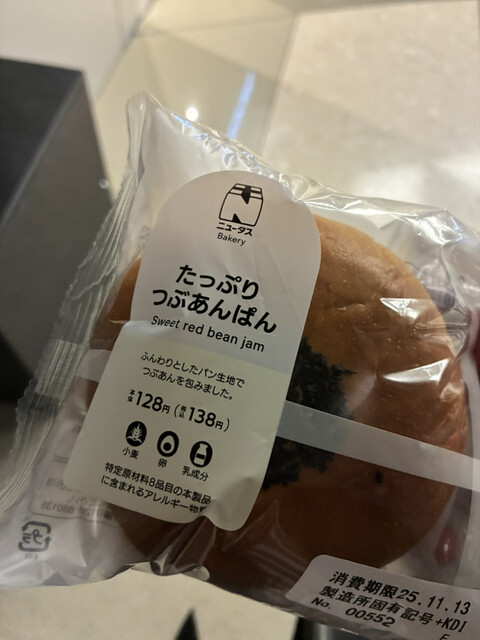 N
ニュータス
Bakery
たっぷり
つぶあんぱん
Sweet red bean jam
ふんわりとしたパン生地で
つぶあんを包みました。
本体 128円 (税込 138円)
小麦 卵 乳成分
特定原材料8品目の本製品
に含まれるアレルギー物
プラ
消費期限25.11.13
製造所固有記号+KDI
No. 00552